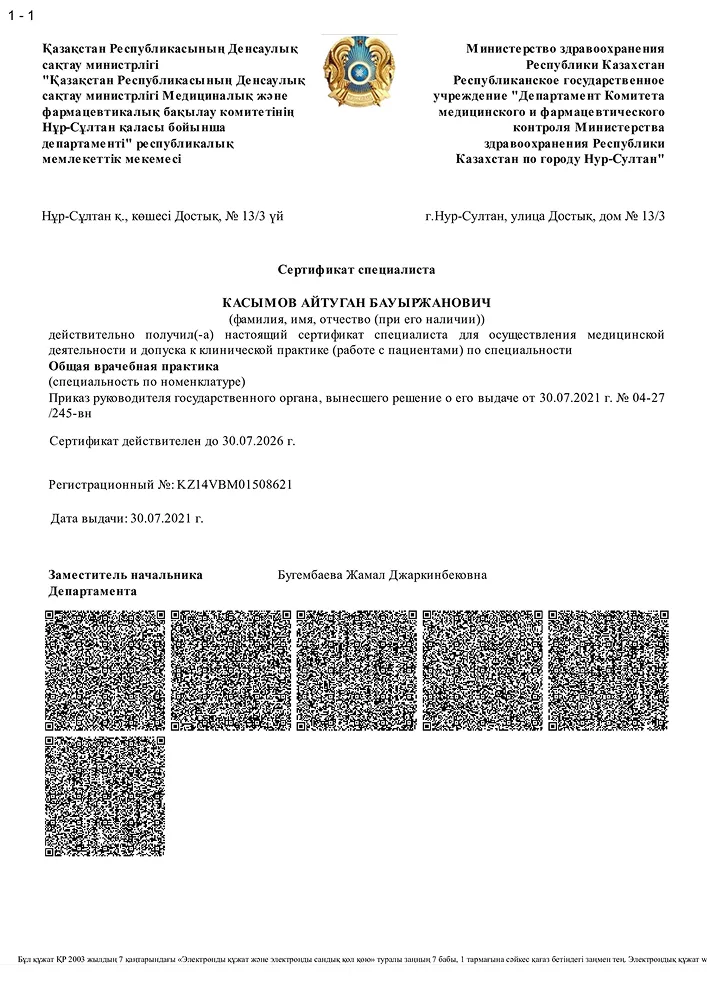 1 - 1
Қазақстан Республикасының Денсаулық
сақтау министрлігі
"Қазақстан Республикасының Денсаулық
сақтау министрлігі Медициналық және
фармацевтикалық бақылау комитетінің
Нұр-Сұлтан қаласы бойынша
департаменті" республикалық
мемлекеттік мекемесі
Министерство здравоохранения
Республики Казахстан
Республиканское государственное
учреждение "Департамент Комитета
медицинского и фармацевтического
контроля Министерства
здравоохранения Республики
Казахстан по городу Нур-Султан"
Нұр-Сұлтан қ., көшесі Достық, № 13/3 үй
г.Нур-Султан, улица Достық, дом № 13/3
Сертификат специалиста
КАСЫМОВ АЙТУГАН БАУЫРЖАНОВИЧ
(фамилия, имя, отчество (при его наличии))
действительно получил(-а) настоящий сертификат специалиста для осуществления медицинской
деятельности и допуска к клинической практике (работе с пациентами) по специальности
Общая врачебная практика
(специальность по номенклатуре)
Приказ руководителя государственного органа, вынесшего решение о его выдаче от 30.07.2021 г. № 04-27
/245-вн
Сертификат действителен до 30.07.2026 г.
Регистрационный №: KZ14VBM01508621
Дата выдачи: 30.07.2021 г.
Заместитель начальника
Департамента
Бугембаева Жамал Джаркинбековна
Бұл құжат ҚР 2003 жылдың 7 қаңтарындағы «Электронды құжат және электронды сандық қол қою» туралы заңның 7 бабы, 1 тармағына сәйкес қағаз бетіндегі заңмен тең. Электрондық құжат w